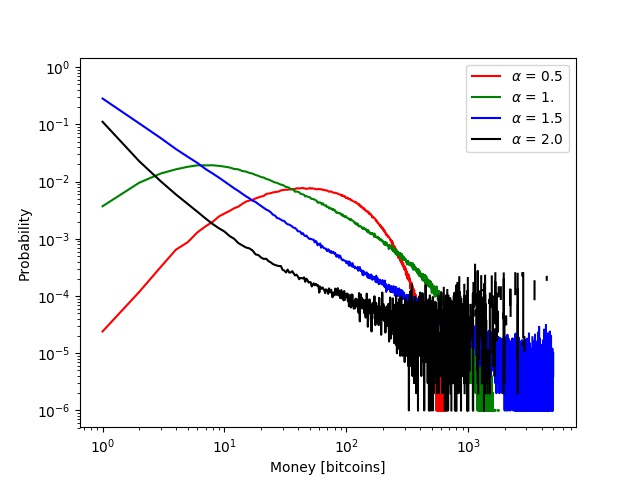 10⁰
10⁻¹
10⁻²
10⁻³
10⁻⁴
10⁻⁵
10⁻⁶
Probability
α = 0.5
α = 1.
α = 1.5
α = 2.0
10⁰ 10¹ 10² 10³
Money [bitcoins]